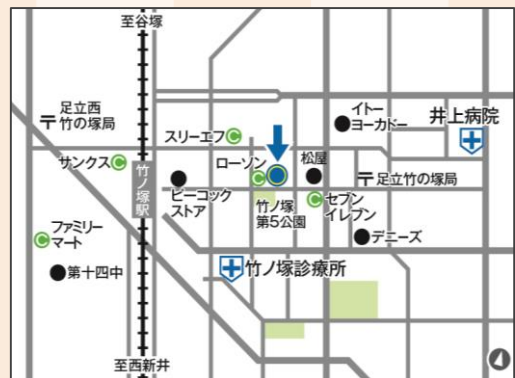 至谷塚
〒足立西
竹の塚局
スリーエフ
イトー
ヨーカドー
井上病院
サンクス
竹ノ塚駅
ピーコック
ストア
ローソン
松屋
〒足立竹の塚局
竹ノ塚
第5公園
セブン
イレブン
ファミリー
マート
デニーズ
第十四中
竹ノ塚診療所
至西新井